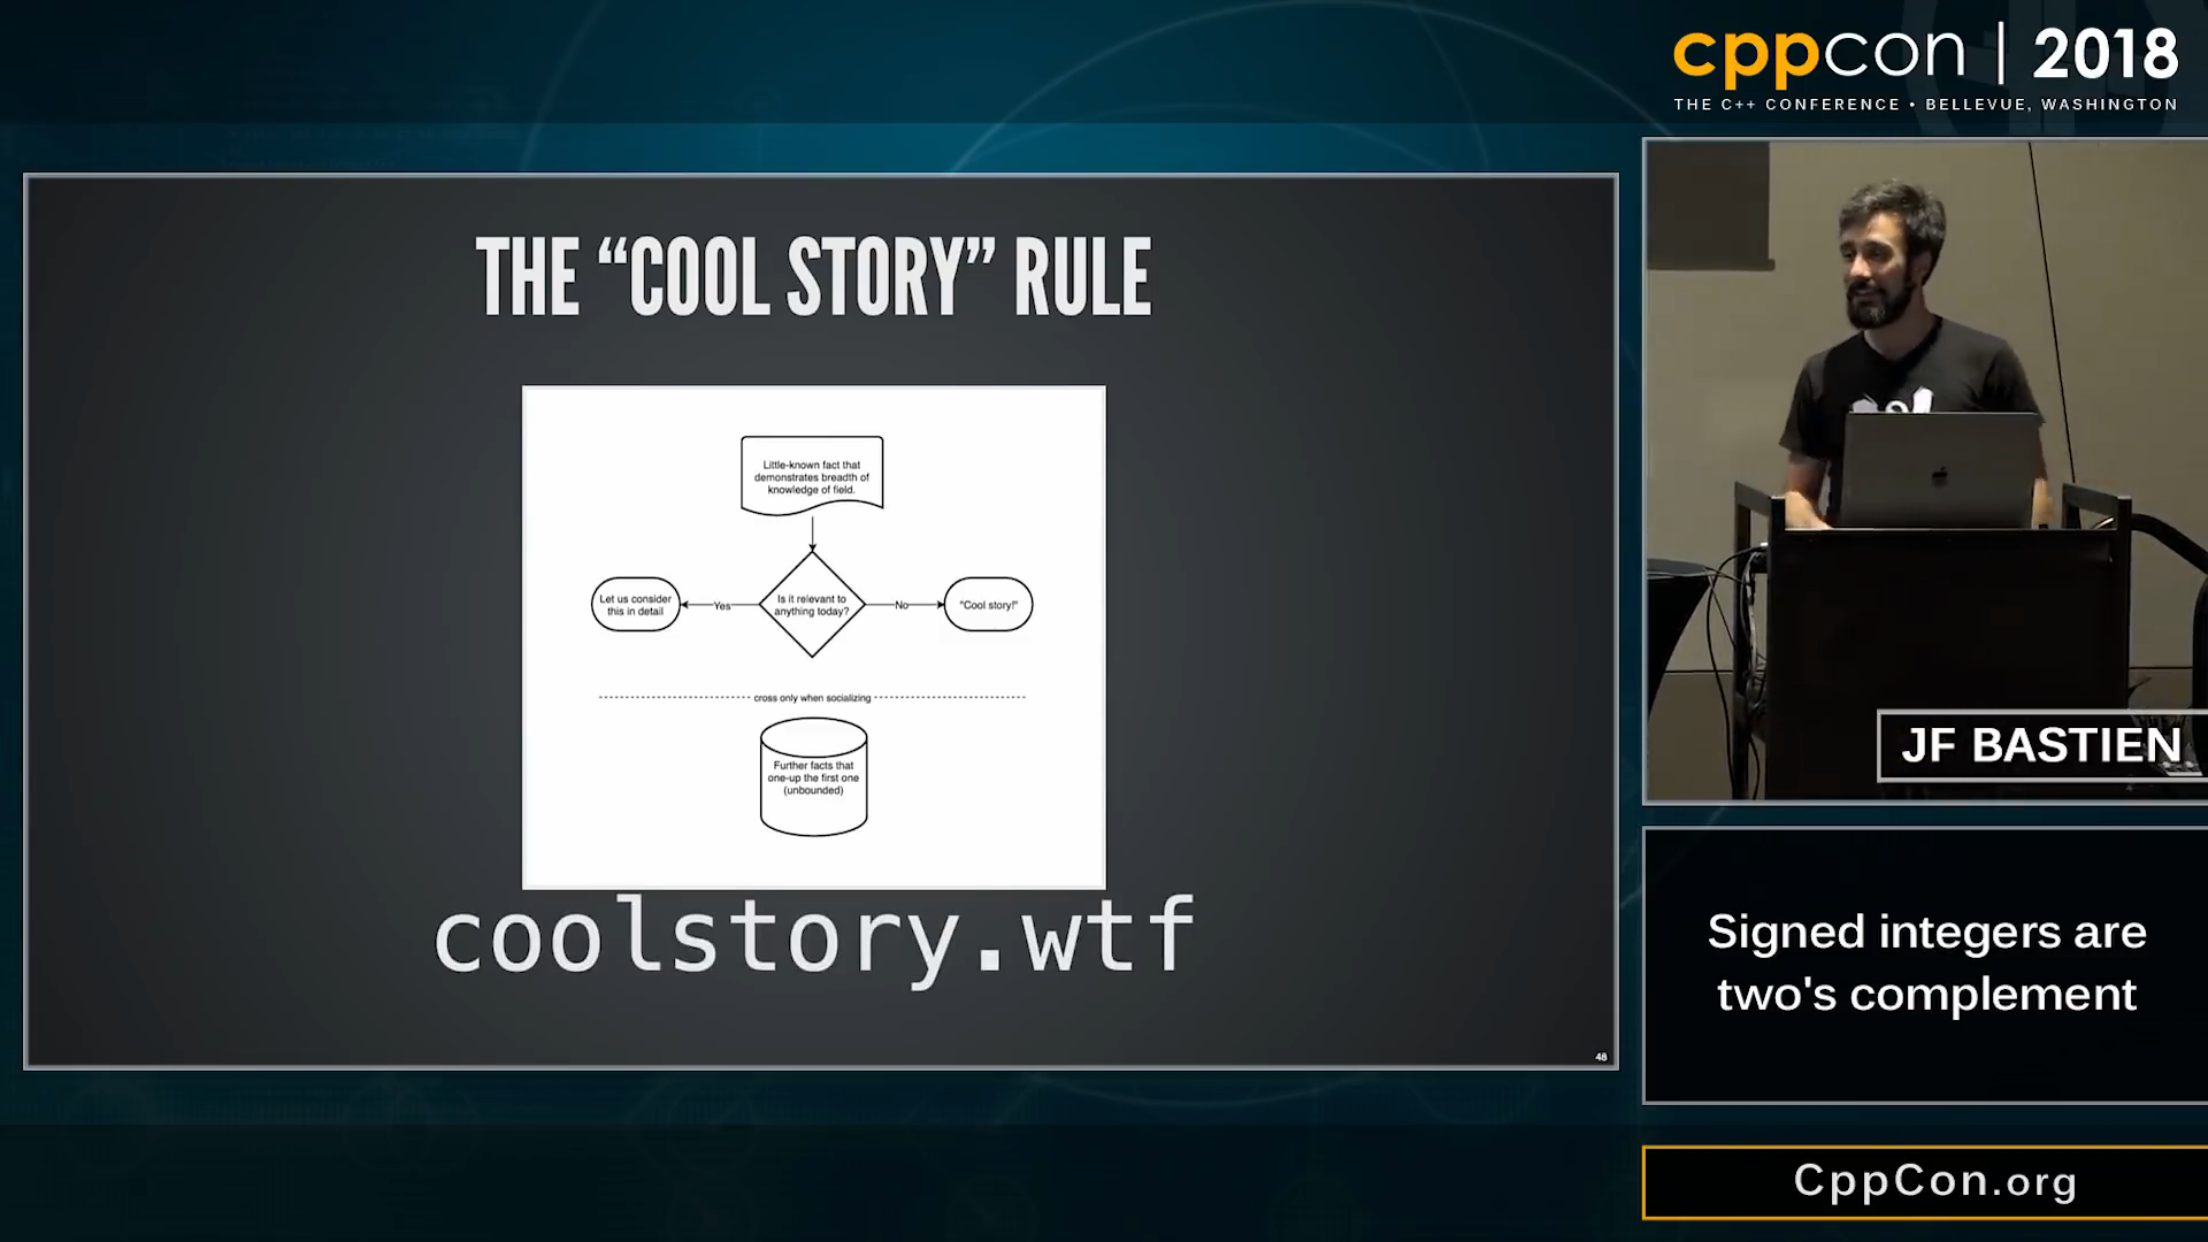 cppcon | 2018
THE C++ CONFERENCE • BELLEVUE, WASHINGTON
THE “COOL STORY” RULE
Little-known fact that
demonstrates breadth of
knowledge of field.
Let us consider
this in detail
Yes
Is it relevant to
anything today?
No
"Cool story!"
cross only when socializing
Further facts that
one-up the first one
(unbounded)
coolstory.wtf
48
JF BASTIEN
Signed integers are
two's complement
CppCon.org